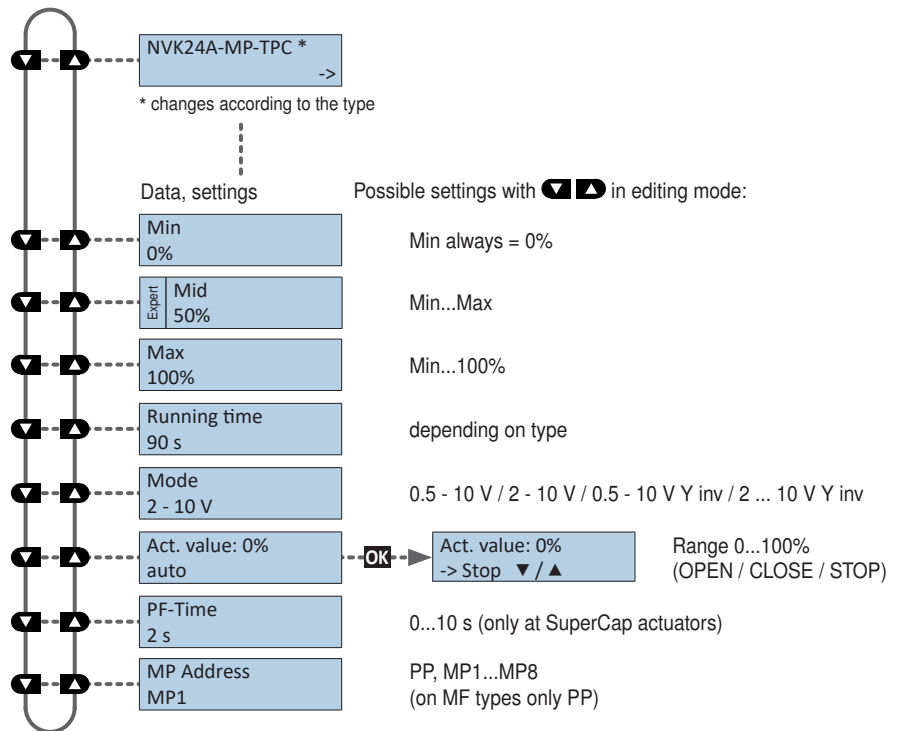 NVK24A-MP-TPC *
->
* changes according to the type
Data, settings
Possible settings with ▼ ▲ in editing mode:
Min
0%
Min always = 0%
Expert
Mid
50%
Min...Max
Max
100%
Min...100%
Running time
90 s
depending on type
Mode
2 - 10 V
0.5 - 10 V / 2 - 10 V / 0.5 - 10 V Y inv / 2 ... 10 V Y inv
Act. value: 0%
auto
OK
Act. value: 0%
-> Stop ▼ / ▲
Range 0...100%
(OPEN / CLOSE / STOP)
PF-Time
2 s
0...10 s (only at SuperCap actuators)
MP Address
MP1
PP, MP1...MP8
(on MF types only PP)